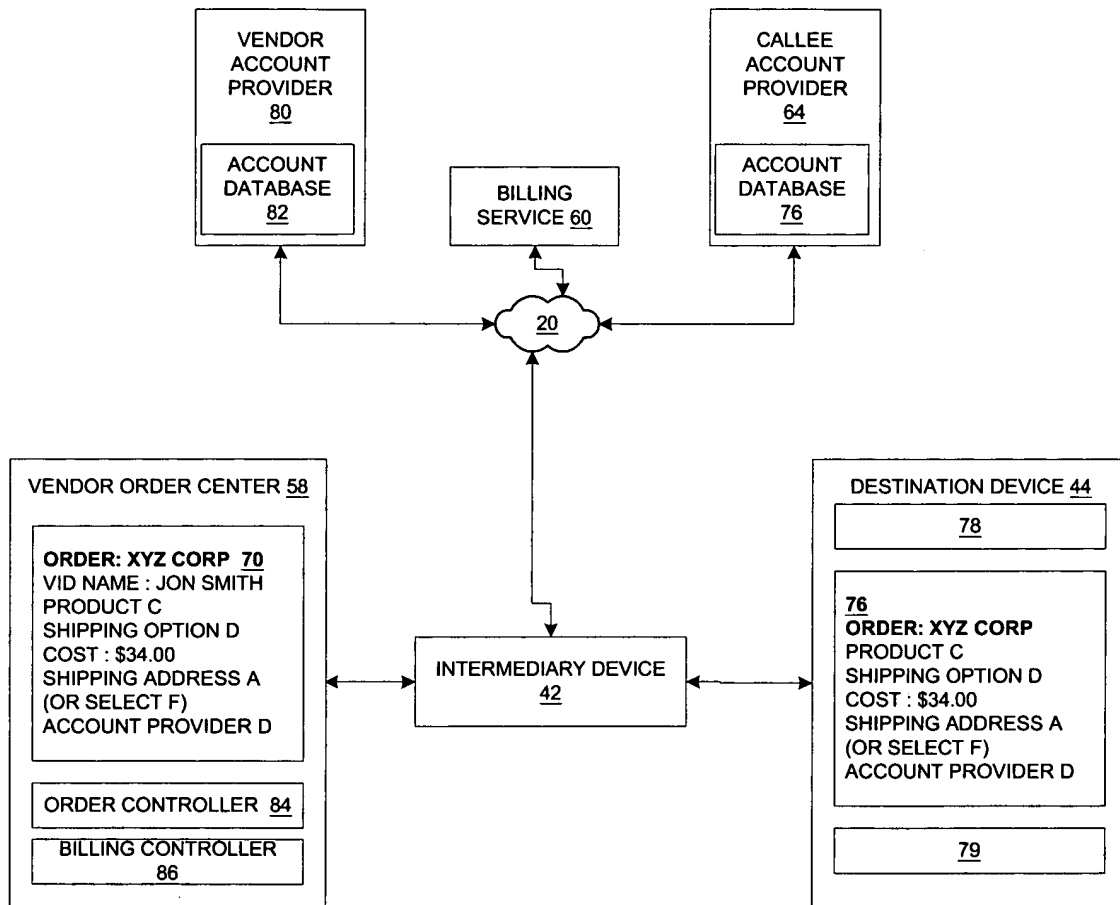 VENDOR
ACCOUNT
PROVIDER
80
ACCOUNT
DATABASE
82
BILLING
SERVICE 60
CALLEE
ACCOUNT
PROVIDER
64
ACCOUNT
DATABASE
76
20
VENDOR ORDER CENTER 58
ORDER: XYZ CORP 70
VID NAME : JON SMITH
PRODUCT C
SHIPPING OPTION D
COST : $34.00
SHIPPING ADDRESS A
(OR SELECT F)
ACCOUNT PROVIDER D
ORDER CONTROLLER 84
BILLING CONTROLLER
86
INTERMEDIARY DEVICE
42
DESTINATION DEVICE 44
78
76
ORDER: XYZ CORP
PRODUCT C
SHIPPING OPTION D
COST : $34.00
SHIPPING ADDRESS A
(OR SELECT F)
ACCOUNT PROVIDER D
79